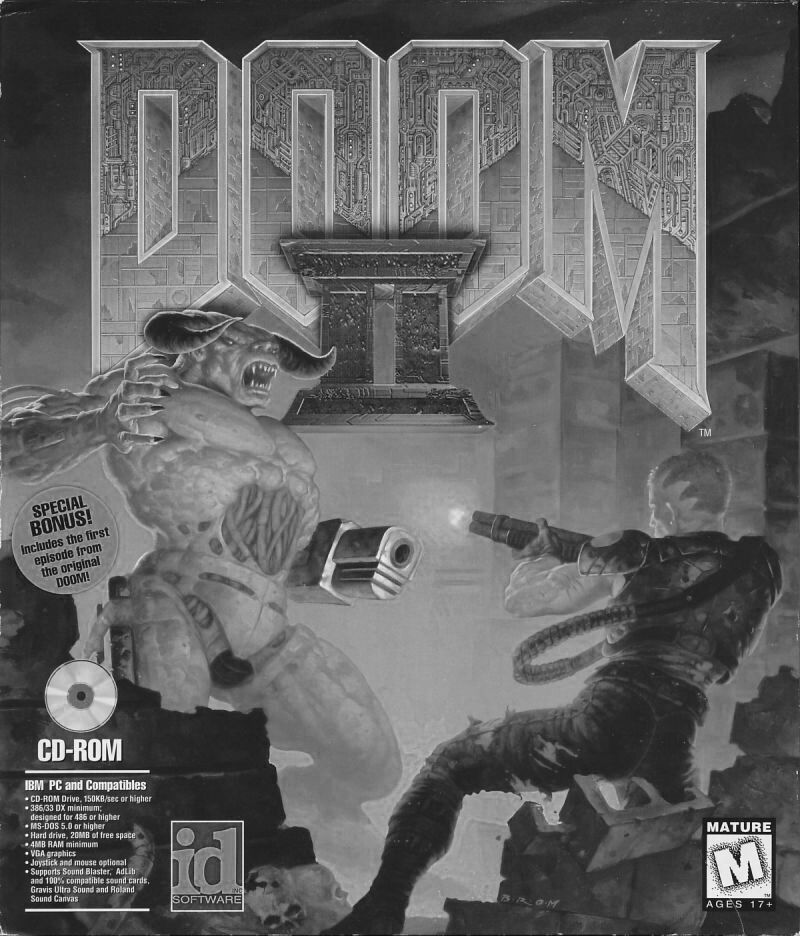 DOOM
II
TM
SPECIAL
BONUS!
Includes the first
episode from
the original
DOOM!
CD-ROM
IBM PC and Compatibles
• CD-ROM Drive, 150KB/sec or higher
• 386/33 DX minimum;
designed for 486 or higher
• MS-DOS 5.0 or higher
• Hard drive, 20MB of free space
• 4MB RAM minimum
• VGA graphics
• Joystick and mouse optional
• Supports Sound Blaster, AdLib
and 100% compatible sound cards,
Gravis Ultra Sound and Roland
Sound Canvas
id
INC
SOFTWARE
BROM
MATURE
M
TM
AGES 17+